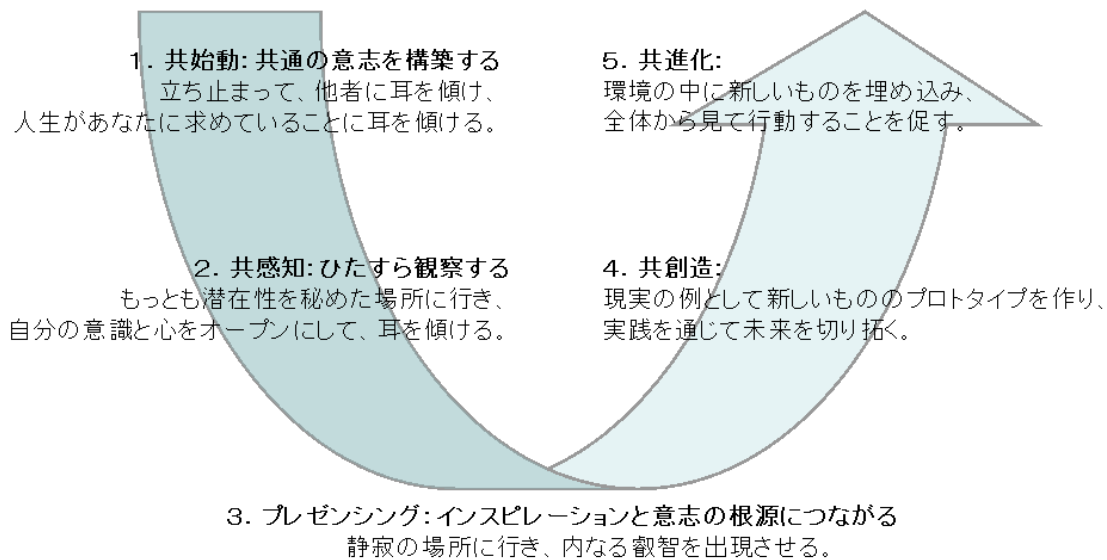 1. 共始動：共通の意志を構築する
立ち止まって、他者に耳を傾け、
人生があなたに求めていることに耳を傾ける。
2. 共感知：ひたすら観察する
もっとも潜在性を秘めた場所に行き、
自分の意識と心をオープンにして、耳を傾ける。
3. プレゼンシング：インスピレーションと意志の根源につながる
静寂の場所に行き、内なる叡智を出現させる。
4. 共創造：
現実の例として新しいもののプロトタイプを作り、
実践を通じて未来を切り拓く。
5. 共進化：
環境の中に新しいものを埋め込み、
全体から見て行動することを促す。